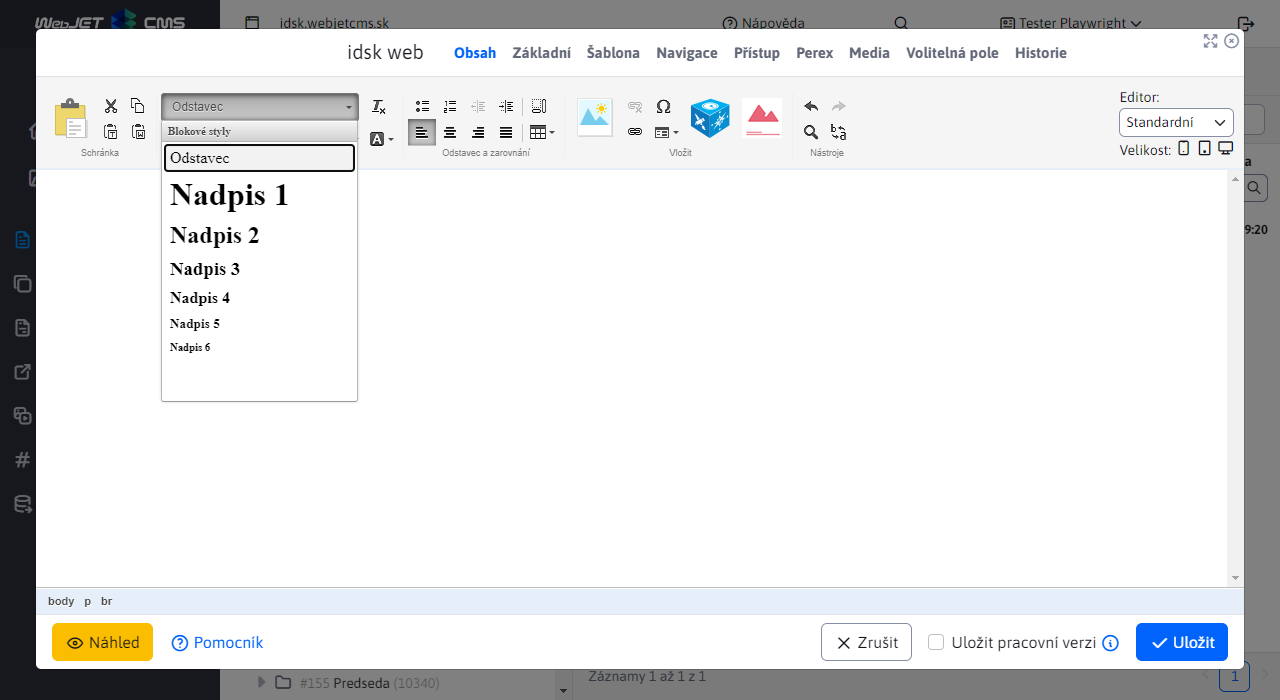 WebJET CMS
idsk.webjetcms.sk
Nápověda
Tester Playwright
idsk web
Obsah
Základní
Šablona
Navigace
Přístup
Perex
Media
Volitelná pole
Historie
Schránka
Odstavec
Blokové styly
Odstavec
Nadpis 1
Nadpis 2
Nadpis 3
Nadpis 4
Nadpis 5
Nadpis 6
Odstavec a zarovnání
Vložit
Nástroje
Editor:
Standardní
Velikost:
a
9:20
body p br
Náhled
Pomocník
Zrušit
Uložit pracovní verzi
Uložit
#155 Predseda (10340)
Záznamy 1 až 1 z 1
1